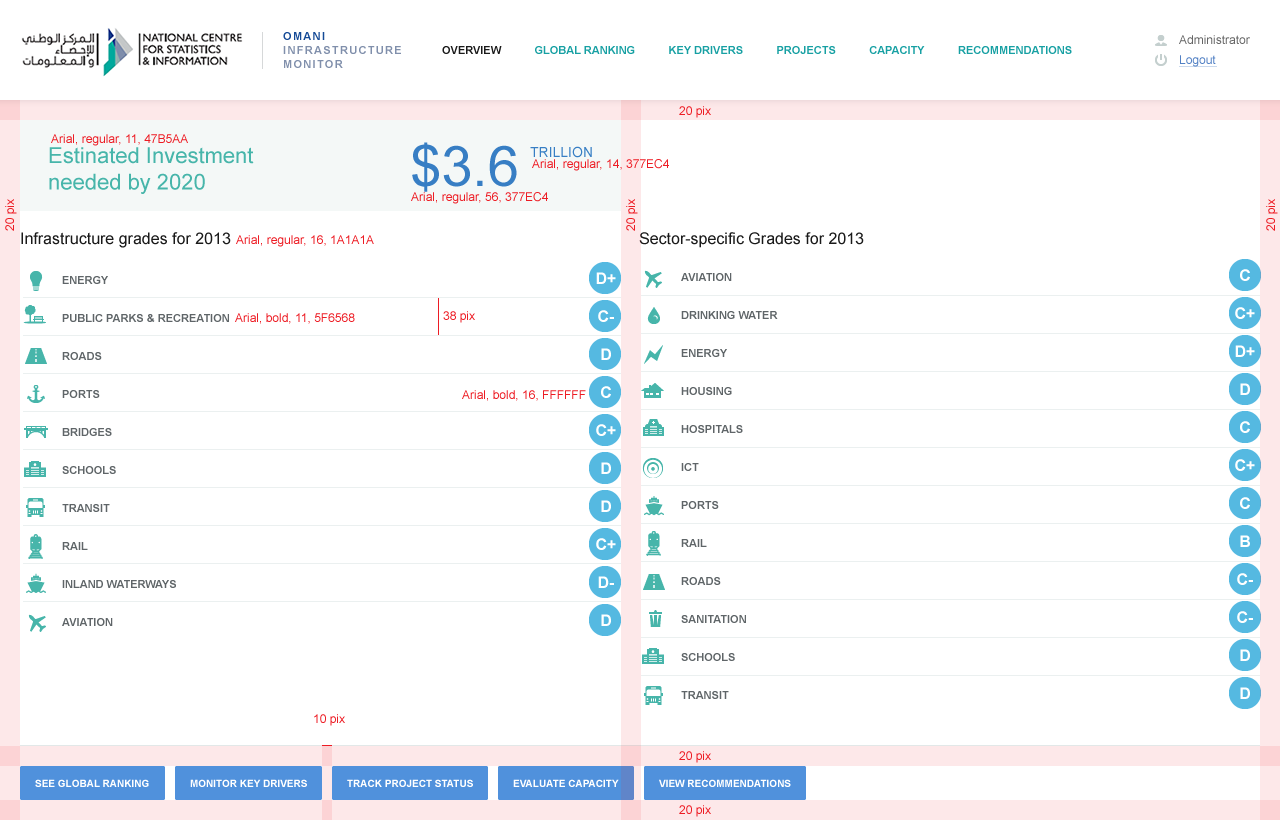 المركز الوطني
للإحصاء
والمعلومات
NATIONAL CENTRE
FOR STATISTICS
& INFORMATION
OMANI
INFRASTRUCTURE
MONITOR
OVERVIEW
GLOBAL RANKING
KEY DRIVERS
PROJECTS
CAPACITY
RECOMMENDATIONS
Administrator
Logout
20 pix
Arial, regular, 11, 47B5AA
Estinated Investment
needed by 2020
$3.6
TRILLION
Arial, regular, 14, 377EC4
Arial, regular, 56, 377EC4
20 pix
20 pix
20 pix
Infrastructure grades for 2013 Arial, regular, 16, 1A1A1A
ENERGY D+
PUBLIC PARKS & RECREATION Arial, bold, 11, 5F6568 38 pix C-
ROADS D
PORTS Arial, bold, 16, FFFFFF C
BRIDGES C+
SCHOOLS D
TRANSIT D
RAIL C+
INLAND WATERWAYS D-
AVIATION D
Sector-specific Grades for 2013
AVIATION C
DRINKING WATER C+
ENERGY D+
HOUSING D
HOSPITALS C
ICT C+
PORTS C
RAIL B
ROADS C-
SANITATION C-
SCHOOLS D
TRANSIT D
10 pix
20 pix
SEE GLOBAL RANKING
MONITOR KEY DRIVERS
TRACK PROJECT STATUS
EVALUATE CAPACITY
VIEW RECOMMENDATIONS
20 pix